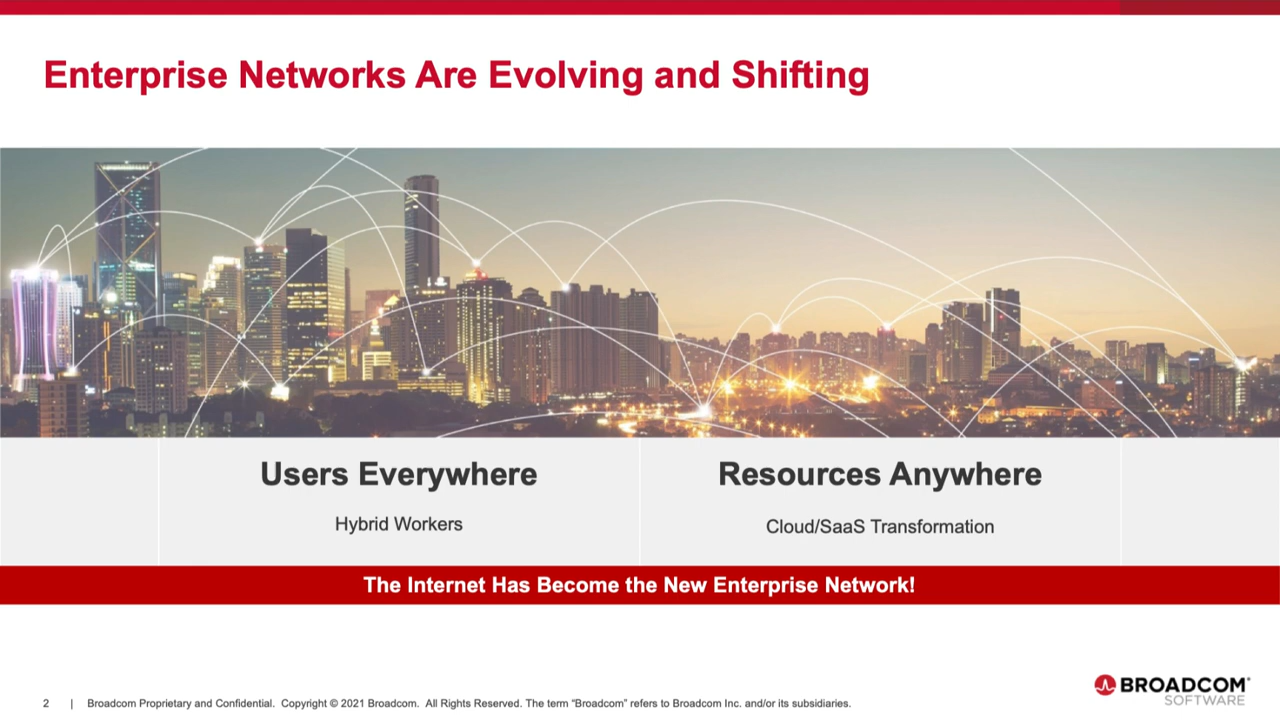 Enterprise Networks Are Evolving and Shifting
Users Everywhere
Hybrid Workers
Resources Anywhere
Cloud/SaaS Transformation
The Internet Has Become the New Enterprise Network!
2 | Broadcom Proprietary and Confidential. Copyright © 2021 Broadcom. All Rights Reserved. The term “Broadcom” refers to Broadcom Inc. and/or its subsidiaries.
BROADCOM®
SOFTWARE